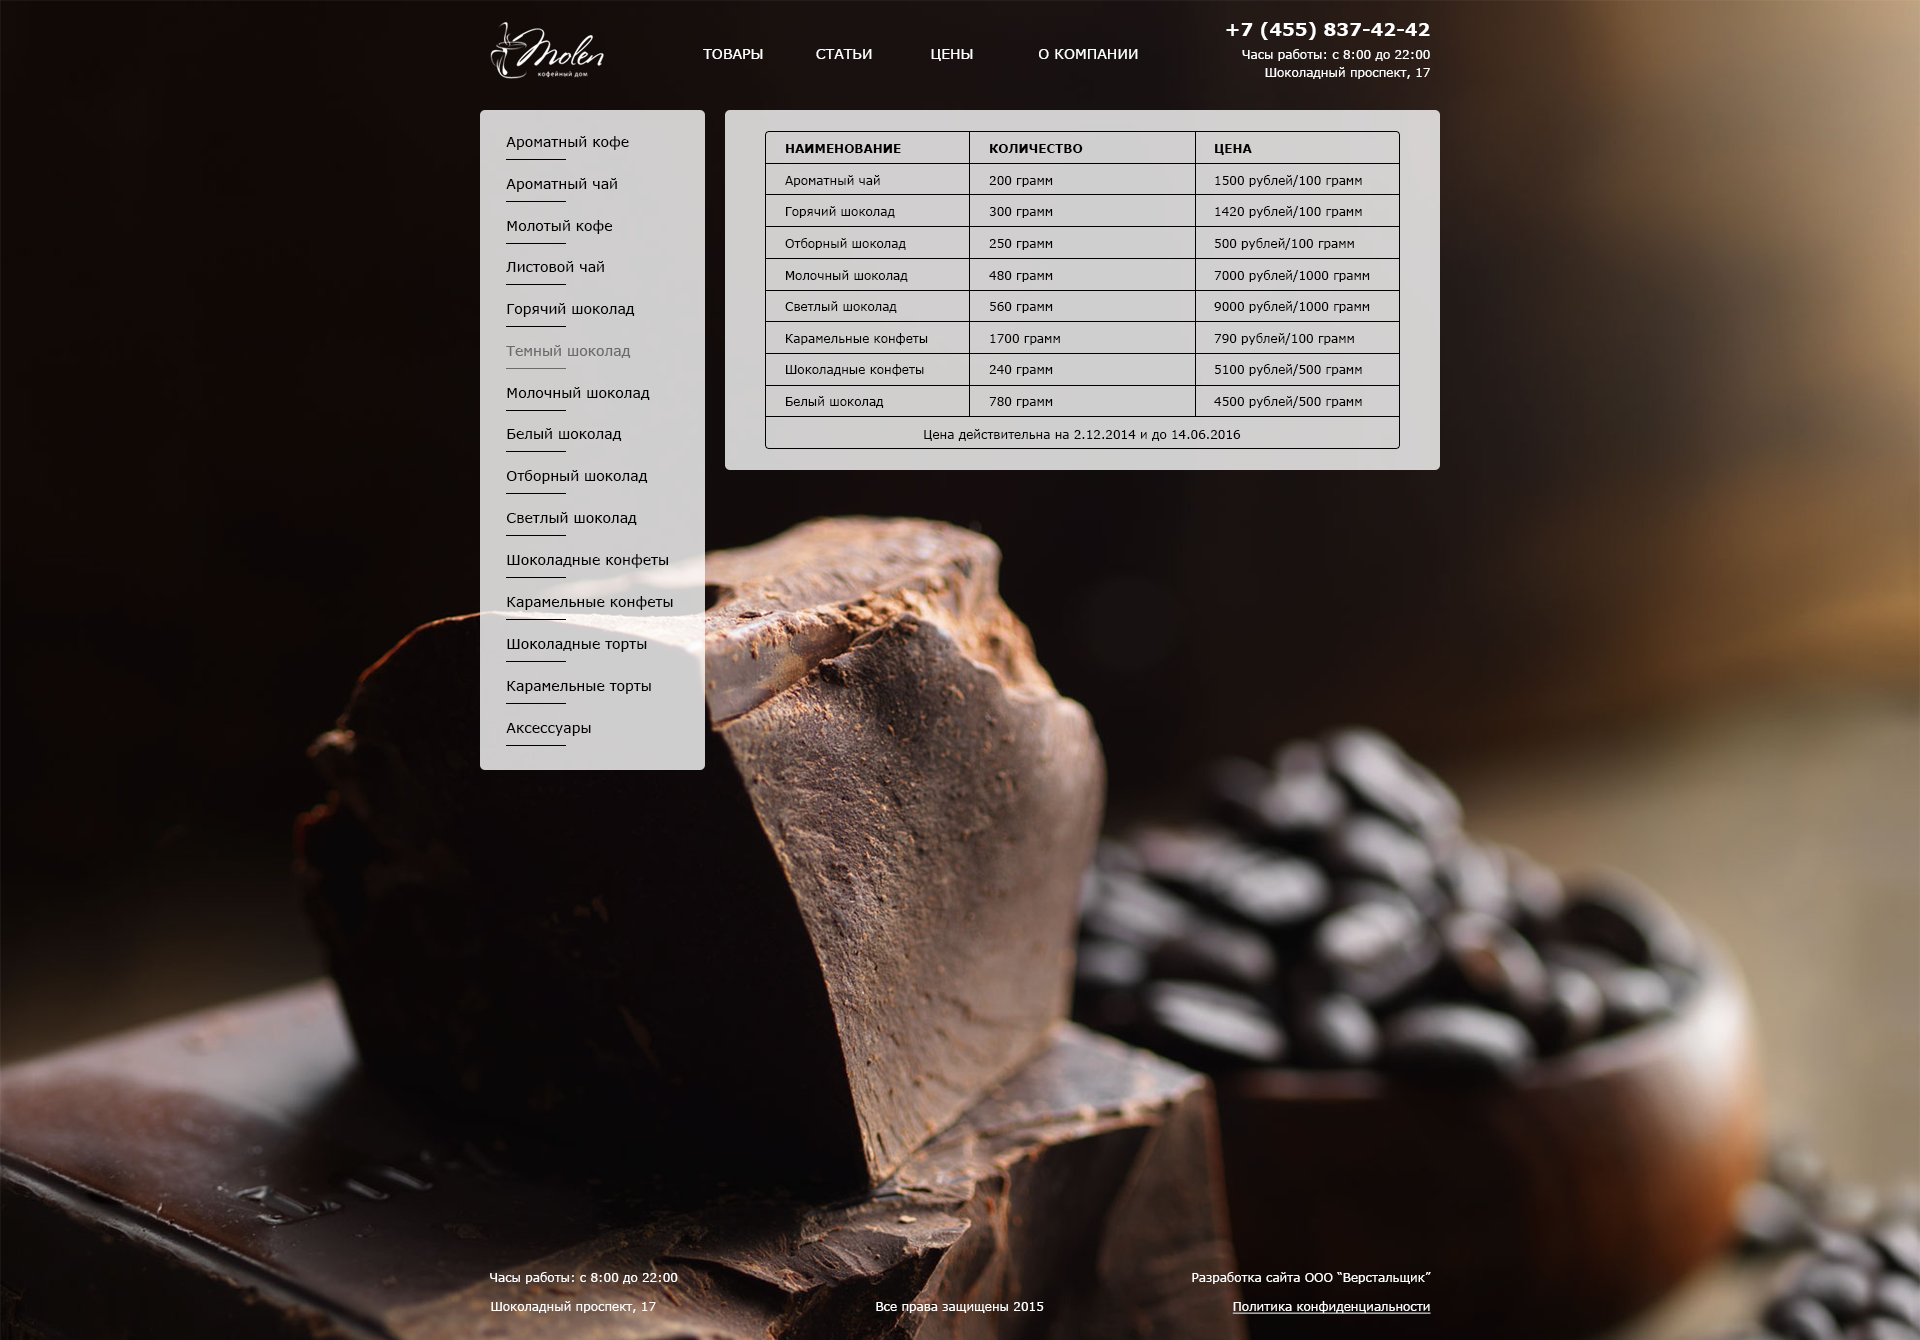 Molen
кофейный дом
ТОВАРЫ СТАТЬИ ЦЕНЫ О КОМПАНИИ
+7 (455) 837-42-42
Часы работы: с 8:00 до 22:00
Шоколадный проспект, 17
Ароматный кофе
Ароматный чай
Молотый кофе
Листовой чай
Горячий шоколад
Темный шоколад
Молочный шоколад
Белый шоколад
Отборный шоколад
Светлый шоколад
Шоколадные конфеты
Карамельные конфеты
Шоколадные торты
Карамельные торты
Аксессуары
НАИМЕНОВАНИЕ КОЛИЧЕСТВО ЦЕНА
Ароматный чай 200 грамм 1500 рублей/100 грамм
Горячий шоколад 300 грамм 1420 рублей/100 грамм
Отборный шоколад 250 грамм 500 рублей/100 грамм
Молочный шоколад 480 грамм 7000 рублей/1000 грамм
Светлый шоколад 560 грамм 9000 рублей/1000 грамм
Карамельные конфеты 1700 грамм 790 рублей/100 грамм
Шоколадные конфеты 240 грамм 5100 рублей/500 грамм
Белый шоколад 780 грамм 4500 рублей/500 грамм
Цена действительна на 2.12.2014 и до 14.06.2016
Часы работы: с 8:00 до 22:00 Разработка сайта ООО “Верстальщик”
Шоколадный проспект, 17 Все права защищены 2015 Политика конфиденциальности